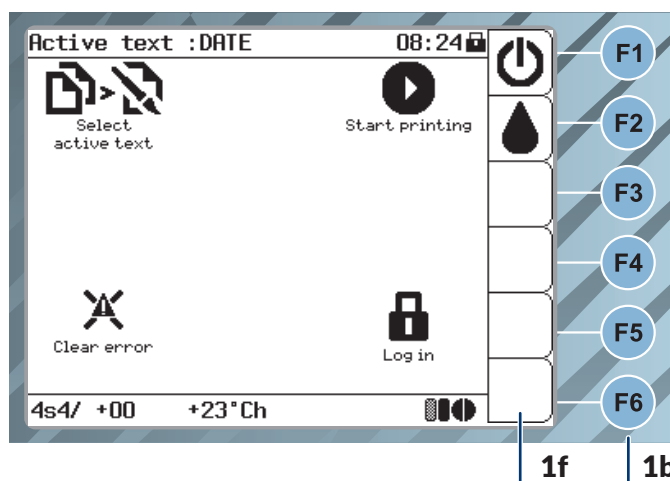 Active text :DATE 08:24
Select
active text
Start printing
Clear error
Log in
4s4/ +00 +23°Ch
F1
F2
F3
F4
F5
F6
1f
1b